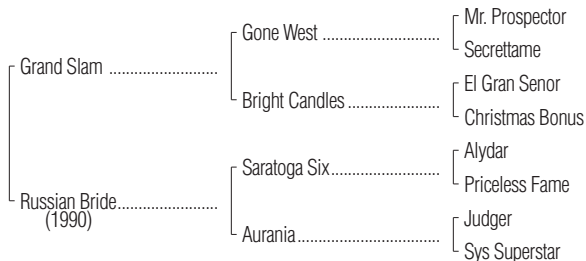 Mr. Prospector
Gone West ......................
Secrettame
Grand Slam ....................
El Gran Senor
Bright Candles.................
Christmas Bonus
Alydar
Saratoga Six....................
Priceless Fame
Russian Bride...................
(1990)
Judger
Aurania...........................
Sys Superstar